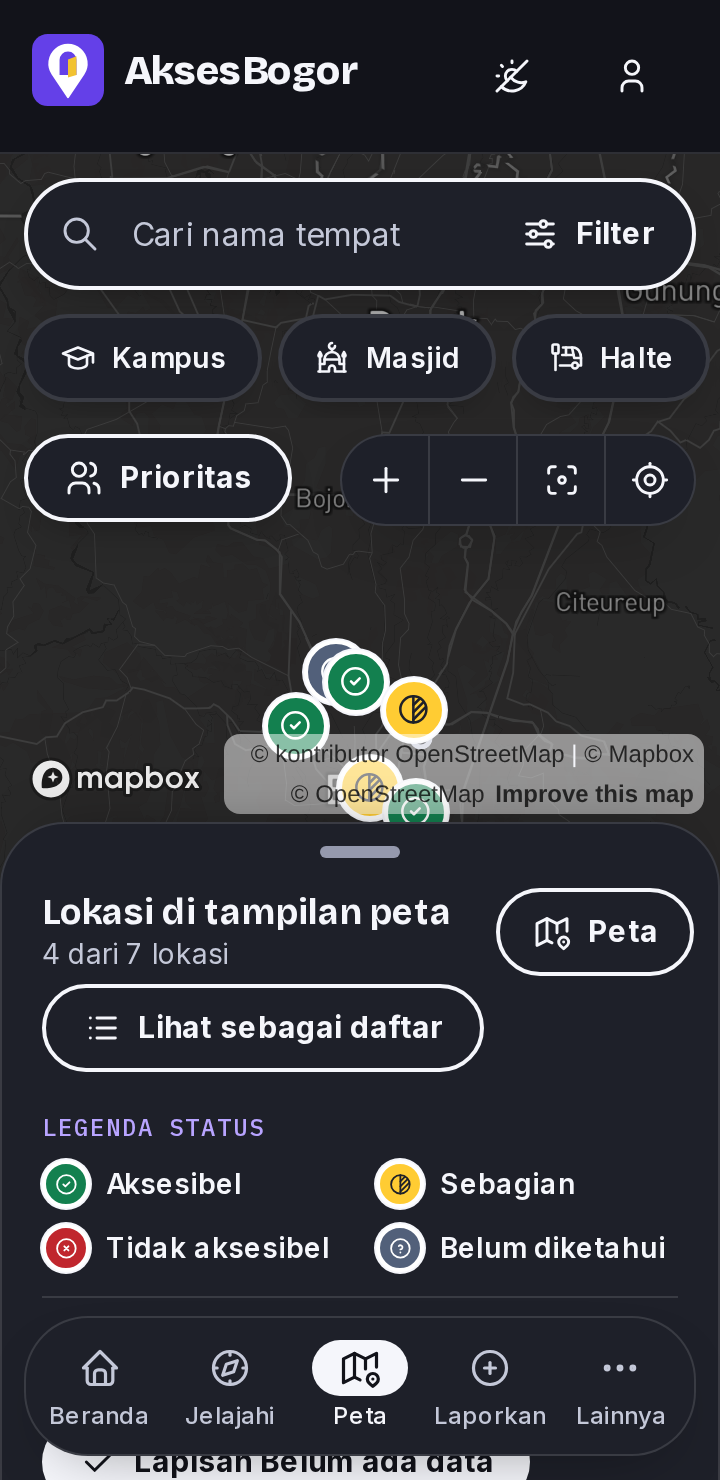 AksesBogor
Cari nama tempat
Filter
Kampus
Masjid
Halte
Prioritas
Citeureup
© kontributor OpenStreetMap | © Mapbox
© OpenStreetMap Improve this map
mapbox
Lokasi di tampilan peta
4 dari 7 lokasi
Peta
Lihat sebagai daftar
LEGENDA STATUS
Aksesibel
Sebagian
Tidak aksesibel
Belum diketahui
Beranda
Jelajahi
Peta
Laporkan
Lainnya
Lapisan Belum ada data